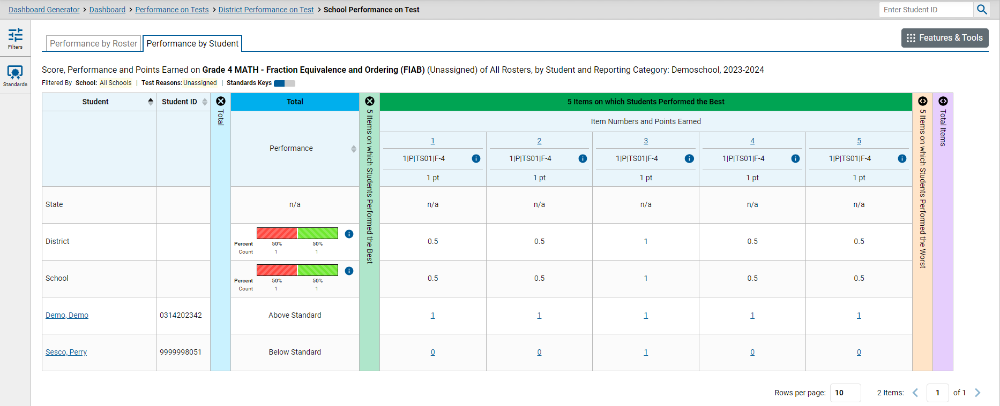 Dashboard Generator > Dashboard > Performance on Tests > District Performance on Test > School Performance on Test
Enter Student ID
Filters
Standards
Performance by Roster
Performance by Student
Features & Tools
Score, Performance and Points Earned on Grade 4 MATH - Fraction Equivalence and Ordering (FIAB) (Unassigned) of All Rosters, by Student and Reporting Category: Demoschool, 2023-2024
Filtered By School: All Schools | Test Reasons: Unassigned | Standards Keys
Student
Student ID
Total
Total
Performance
5 Items on which Students Performed the Best
5 Items on which Students Performed the Best
Item Numbers and Points Earned
1 2 3 4 5
1|P|TS01|F-4 1|P|TS01|F-4 1|P|TS01|F-4 1|P|TS01|F-4 1|P|TS01|F-4
1 pt 1 pt 1 pt 1 pt 1 pt
5 Items on which Students Performed the Worst
Total Items
State n/a n/a n/a n/a n/a n/a
District 0.5 0.5 1 0.5 0.5
Percent 50% 50%
Count 1 1
School 0.5 0.5 1 0.5 0.5
Percent 50% 50%
Count 1 1
Demo, Demo 0314202342 Above Standard 1 1 1 1 1
Sesco, Perry 9999998051 Below Standard 0 0 1 0 0
Rows per page: 10 2 Items: 1 of 1